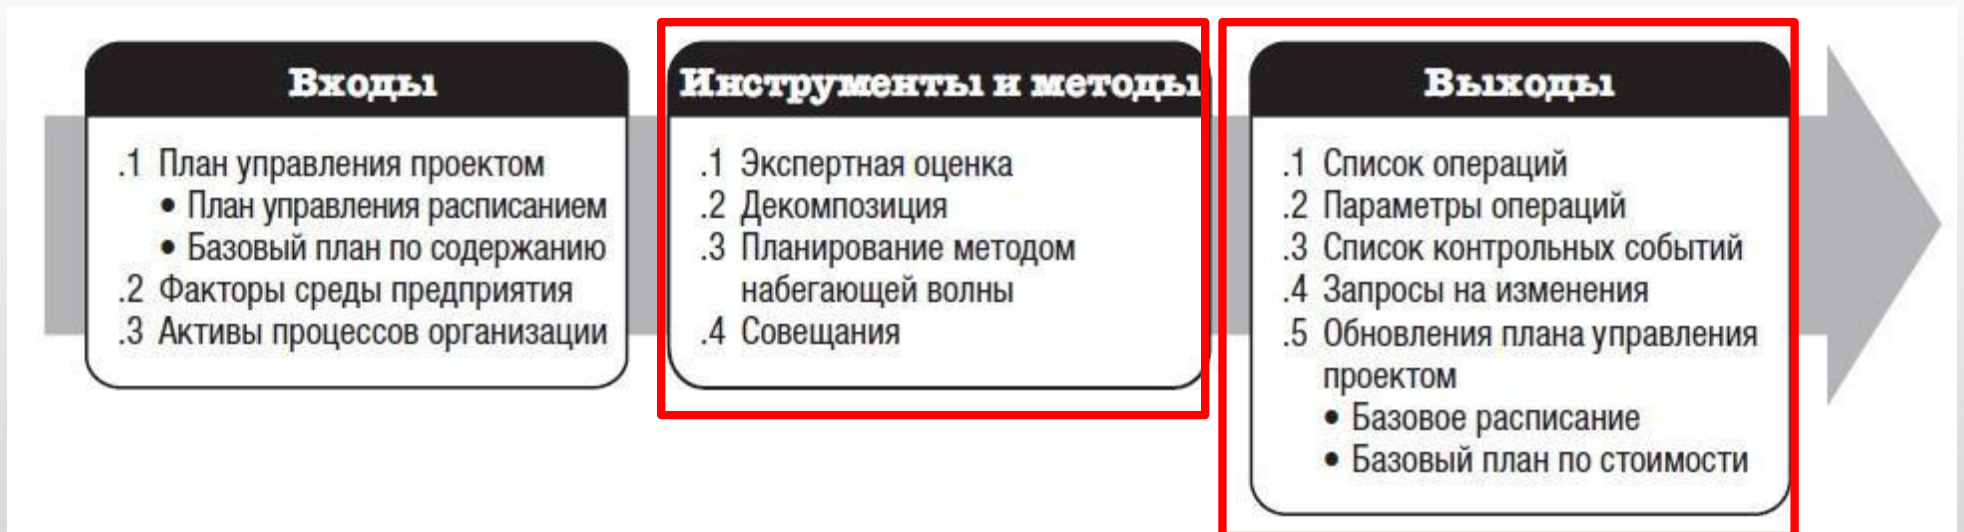 Входы
.1 План управления проектом
• План управления расписанием
• Базовый план по содержанию
.2 Факторы среды предприятия
.3 Активы процессов организации
Инструменты и методы
.1 Экспертная оценка
.2 Декомпозиция
.3 Планирование методом
набегающей волны
.4 Совещания
Выходы
.1 Список операций
.2 Параметры операций
.3 Список контрольных событий
.4 Запросы на изменения
.5 Обновления плана управления
проектом
• Базовое расписание
• Базовый план по стоимости